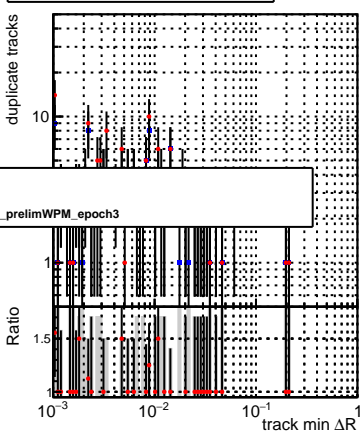 duplicate tracks
10
_prelimWPM_epoch3
1
Ratio
1.5
1
10⁻³ 10⁻² 10⁻¹ 1
track min ΔR